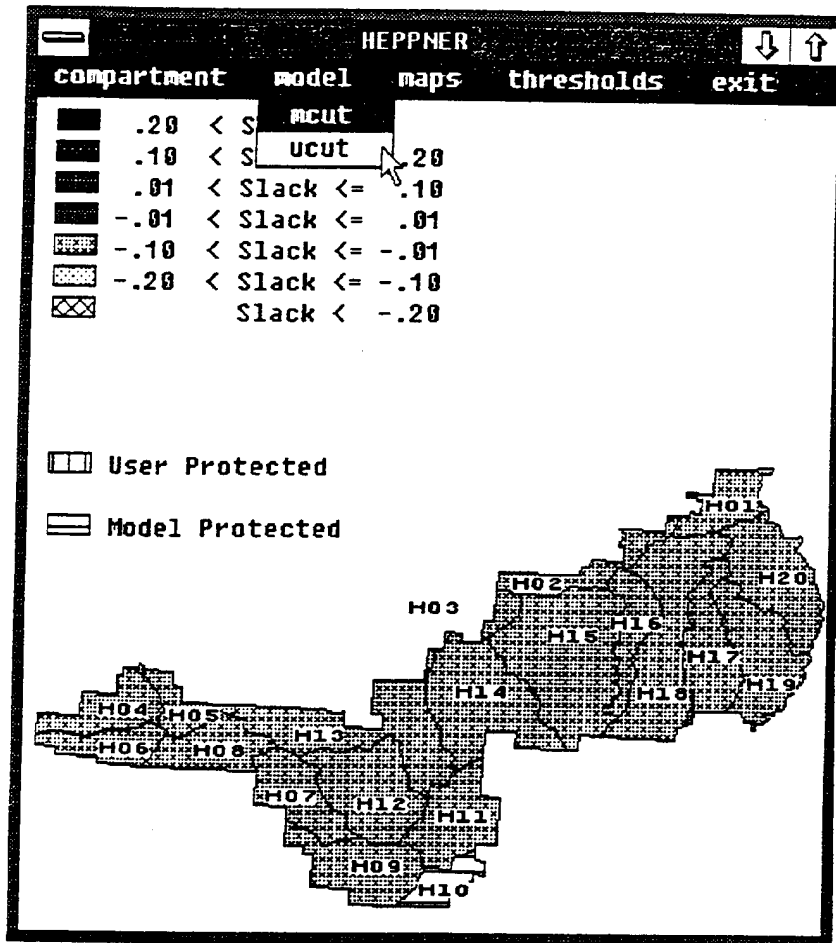 HEPPNER
compartment model maps thresholds exit
mcut
ucut
.20 < S
.10 < S .20
.01 < Slack <= .10
-.01 < Slack <= .01
-.10 < Slack <= -.01
-.20 < Slack <= -.10
Slack < -.20
User Protected
Model Protected
H01
H20
H02
H03
H16
H15
H17
H19
H14
H18
H04
H05
H13
H06
H08
H07
H12
H11
H09
H10